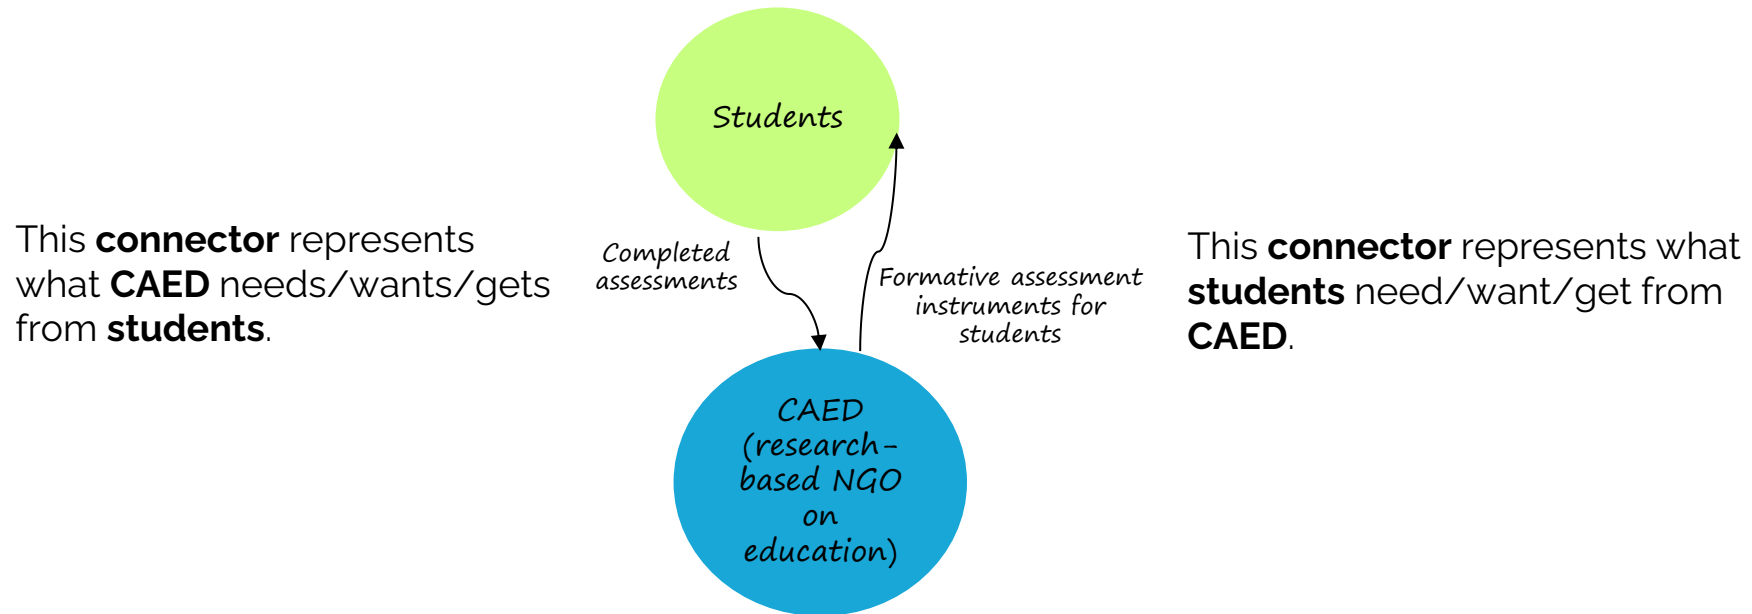 Students
This connector represents
what CAED needs/wants/gets
from students.
Completed
assessments
Formative assessment
instruments for
students
This connector represents what
students need/want/get from
CAED.
CAED
(research-
based NGO
on
education)